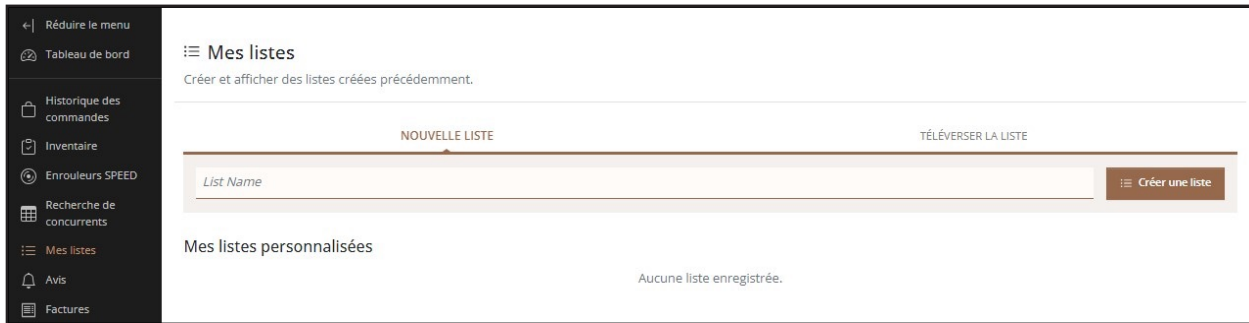 Réduire le menu
Tableau de bord
Historique des
commandes
Inventaire
Enrouleurs SPEED
Recherche de
concurrents
Mes listes
Avis
Factures
Mes listes
Créer et afficher des listes créées précédemment.
NOUVELLE LISTE
TÉLÉVERSER LA LISTE
List Name
Créer une liste
Mes listes personnalisées
Aucune liste enregistrée.